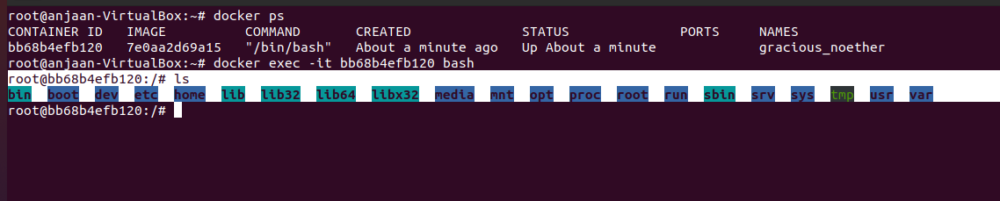 root@anjaan-VirtualBox:~# docker ps
CONTAINER ID   IMAGE          COMMAND       CREATED              STATUS              PORTS     NAMES
bb68b4efb120   7e0aa2d69a15   "/bin/bash"   About a minute ago   Up About a minute             gracious_noether
root@anjaan-VirtualBox:~# docker exec -it bb68b4efb120 bash
root@bb68b4efb120:/# ls
bin  boot  dev  etc  home  lib  lib32  lib64  libx32  media  mnt  opt  proc  root  run  sbin  srv  sys  tmp  usr  var
root@bb68b4efb120:/#